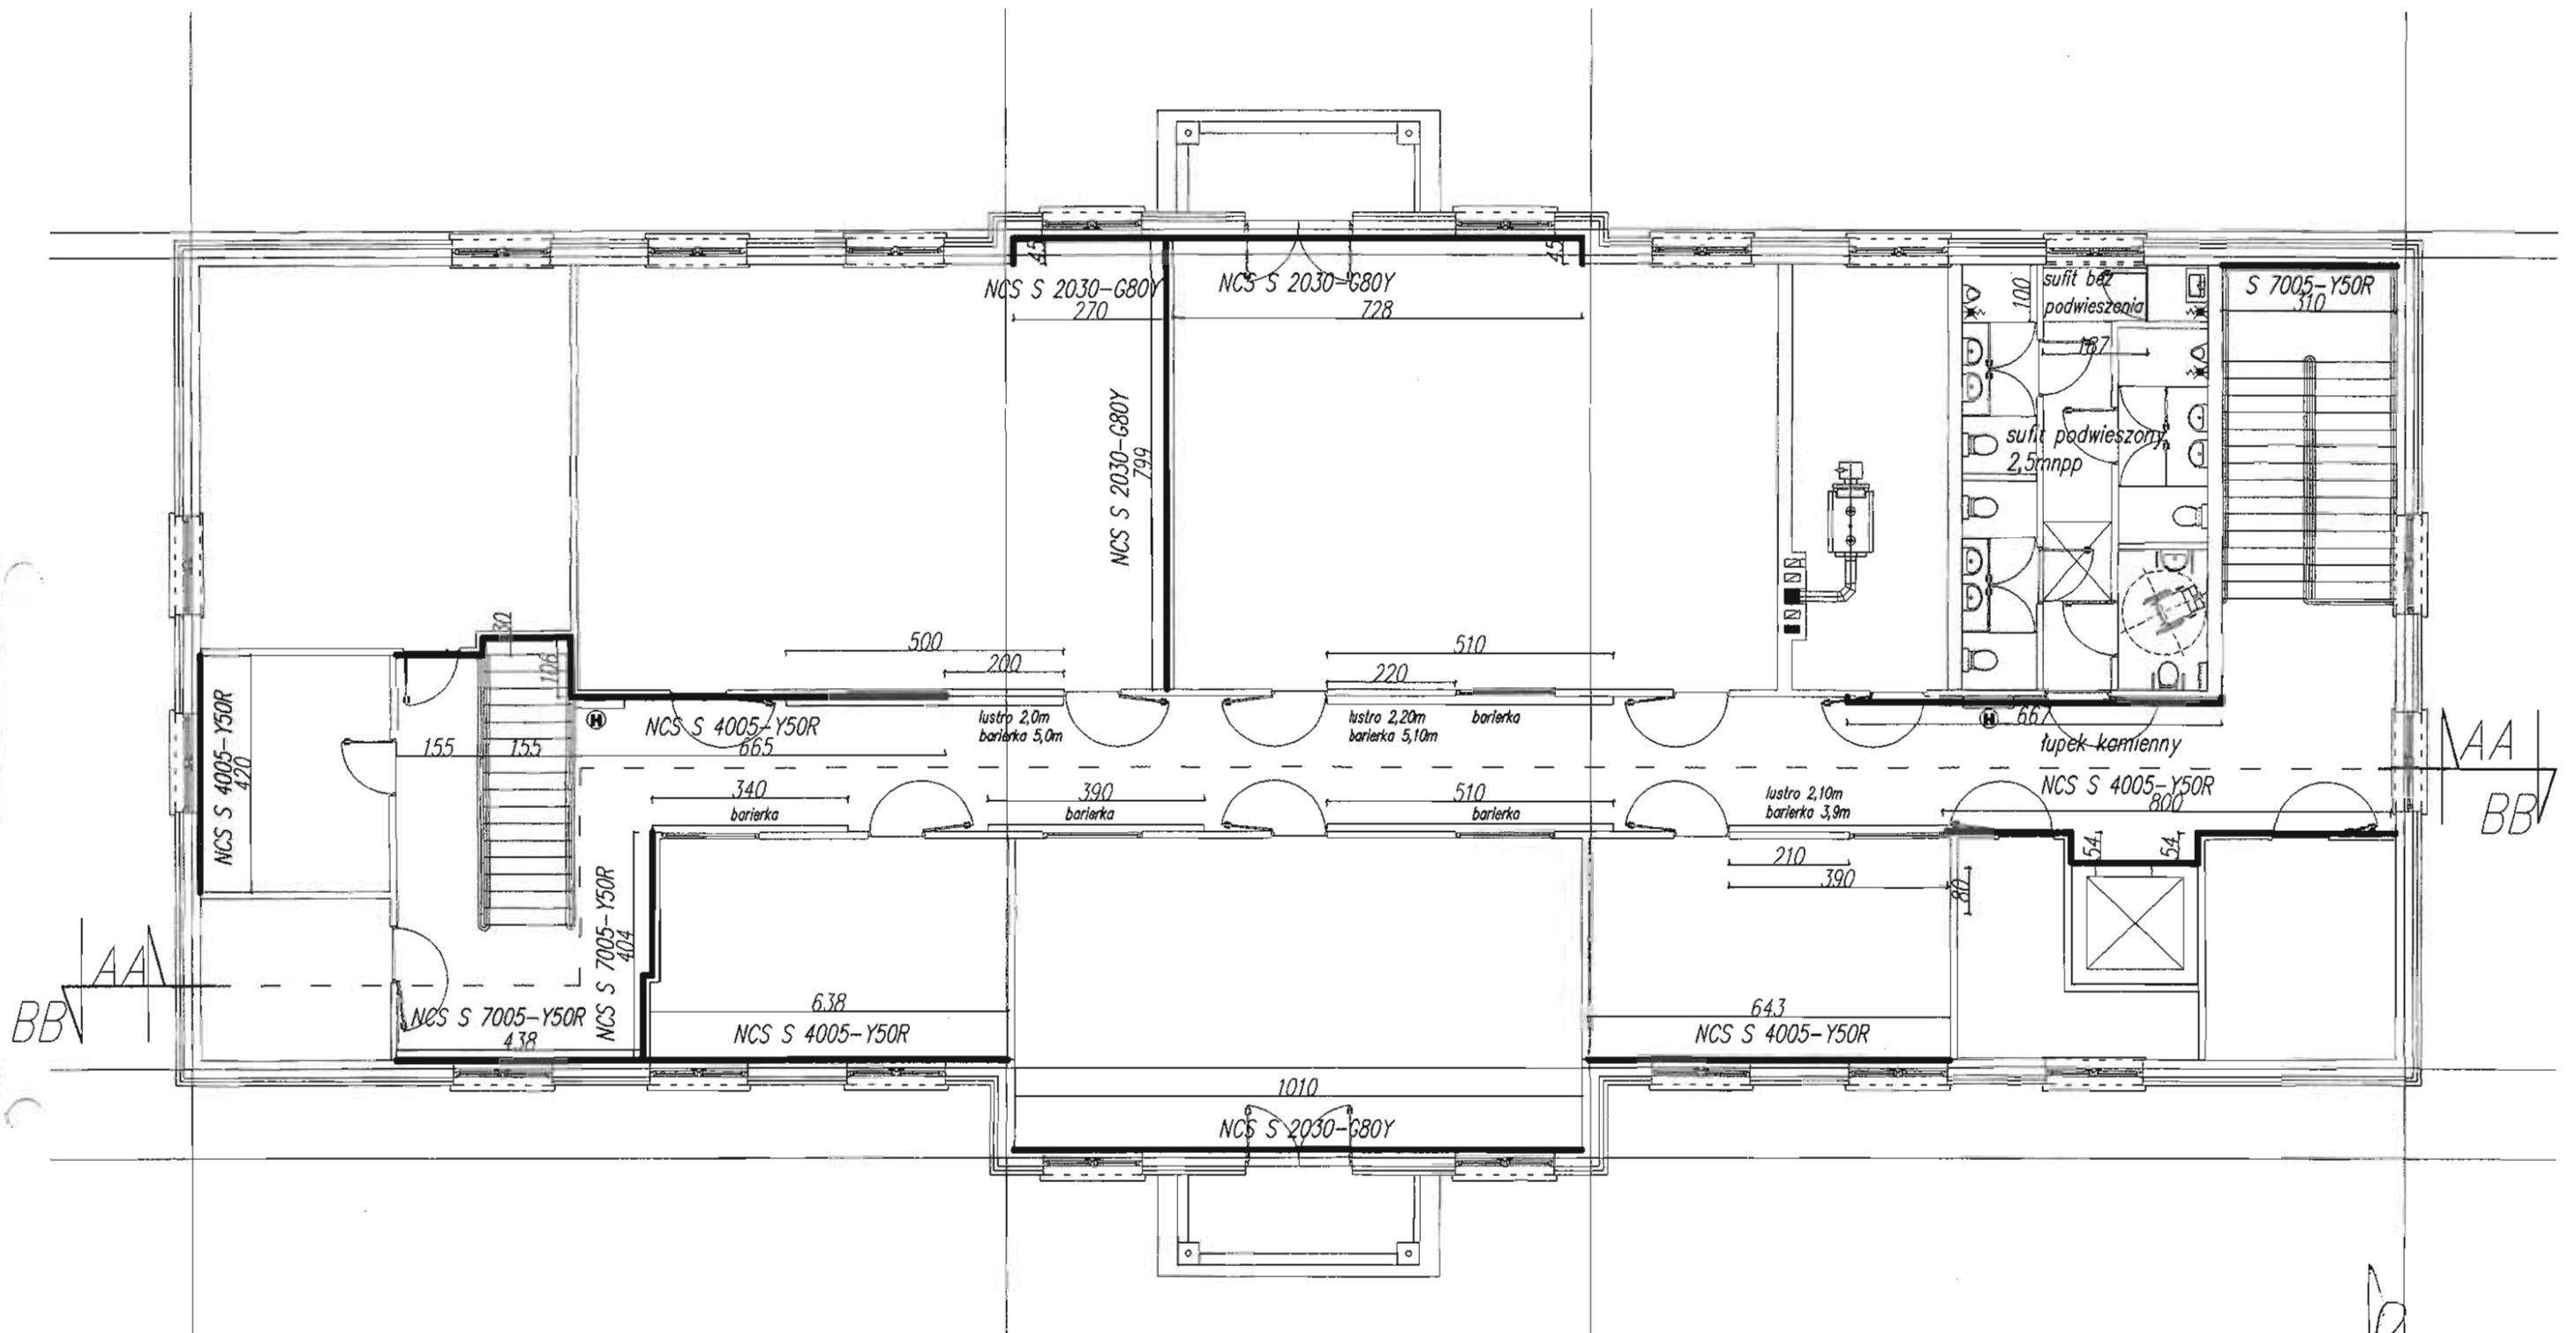 45
45
NCS S 2030-G80Y
270
NCS S 2030-G80Y
728
100
sufit bez
podwieszenia
187
S 7005-Y50R
310
NCS S 2030-G80Y
799
sufit podwieszony
2,5mnpp
30
106
500
200
510
220
H
NCS S 4005-Y50R
665
lustro 2,0m
barierka 5,0m
lustro 2,20m
barierka 5,10m
barierka
H
667
łupek kamienny
NCS S 4005-Y50R
800
AA
BB
NCS S 4005-Y50R
420
155
155
340
barierka
390
barierka
510
barierka
lustro 2,10m
barierka 3,9m
210
390
80
54
54
NCS S 7005-Y50R
404
AA
BB
NCS S 7005-Y50R
438
638
NCS S 4005-Y50R
643
NCS S 4005-Y50R
1010
NCS S 2030-G80Y